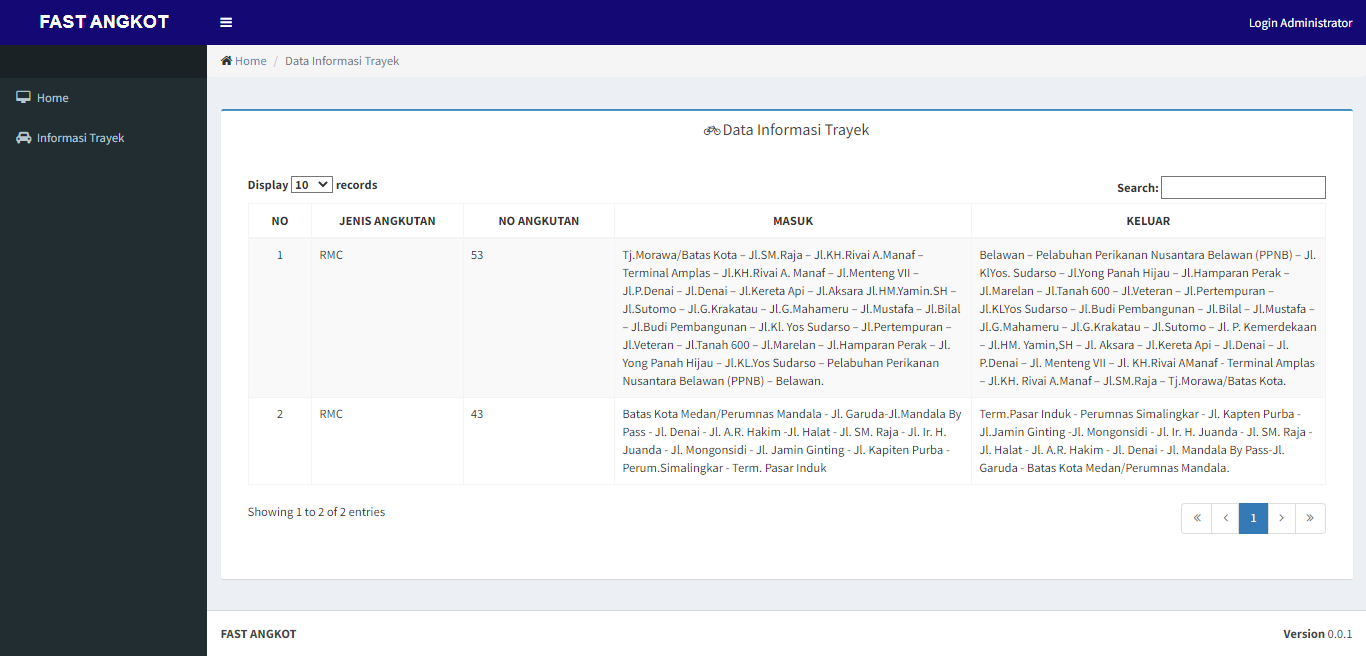 FAST ANGKOT
Login Administrator
Home / Data Informasi Trayek
Home
Informasi Trayek
Data Informasi Trayek
Display 10 records
Search:
NO JENIS ANGKUTAN NO ANGKUTAN MASUK KELUAR
1 RMC 53
Tj.Morawa/Batas Kota – Jl.SM.Raja – Jl.KH.Rivai A.Manaf –
Terminal Amplas – Jl.KH.Rivai A. Manaf – Jl.Menteng VII –
Jl.P.Denai – Jl.Denai – Jl.Kereta Api – Jl.Aksara Jl.HM.Yamin.SH –
Jl.Sutomo – Jl.G.Krakatau – Jl.G.Mahameru – Jl.Mustafa – Jl.Bilal
– Jl.Budi Pembangunan – Jl.Kl. Yos Sudarso – Jl.Pertempuran –
Jl.Veteran – Jl.Tanah 600 – Jl.Marelan – Jl.Hamparan Perak – Jl.
Yong Panah Hijau – Jl.KL.Yos Sudarso – Pelabuhan Perikanan
Nusantara Belawan (PPNB) – Belawan.
Belawan – Pelabuhan Perikanan Nusantara Belawan (PPNB) – Jl.
KlYos. Sudarso – Jl.Yong Panah Hijau – Jl.Hamparan Perak –
Jl.Marelan – Jl.Tanah 600 – Jl.Veteran – Jl.Pertempuran –
Jl.KLYos Sudarso – Jl.Budi Pembangunan – Jl.Bilal – Jl.Mustafa –
Jl.G.Mahameru – Jl.G.Krakatau – Jl.Sutomo – Jl. P. Kemerdekaan
– Jl.HM. Yamin,SH – Jl. Aksara – Jl.Kereta Api – Jl.Denai – Jl.
P.Denai – Jl. Menteng VII – Jl. KH.Rivai AManaf - Terminal Amplas
– Jl.KH. Rivai A.Manaf – Jl.SM.Raja – Tj.Morawa/Batas Kota.
2 RMC 43
Batas Kota Medan/Perumnas Mandala - Jl. Garuda-Jl.Mandala By
Pass - Jl. Denai - Jl. A.R. Hakim -Jl. Halat - Jl. SM. Raja - Jl. Ir. H.
Juanda - Jl. Mongonsidi - Jl. Jamin Ginting - Jl. Kapiten Purba -
Perum.Simalingkar - Term. Pasar Induk
Term.Pasar Induk - Perumnas Simalingkar - Jl. Kapten Purba -
Jl.Jamin Ginting -Jl. Mongonsidi - Jl. Ir. H. Juanda - Jl. SM. Raja -
Jl. Halat - Jl. A.R. Hakim - Jl. Denai - Jl. Mandala By Pass-Jl.
Garuda - Batas Kota Medan/Perumnas Mandala.
Showing 1 to 2 of 2 entries
« ‹ 1 › »
FAST ANGKOT
Version 0.0.1